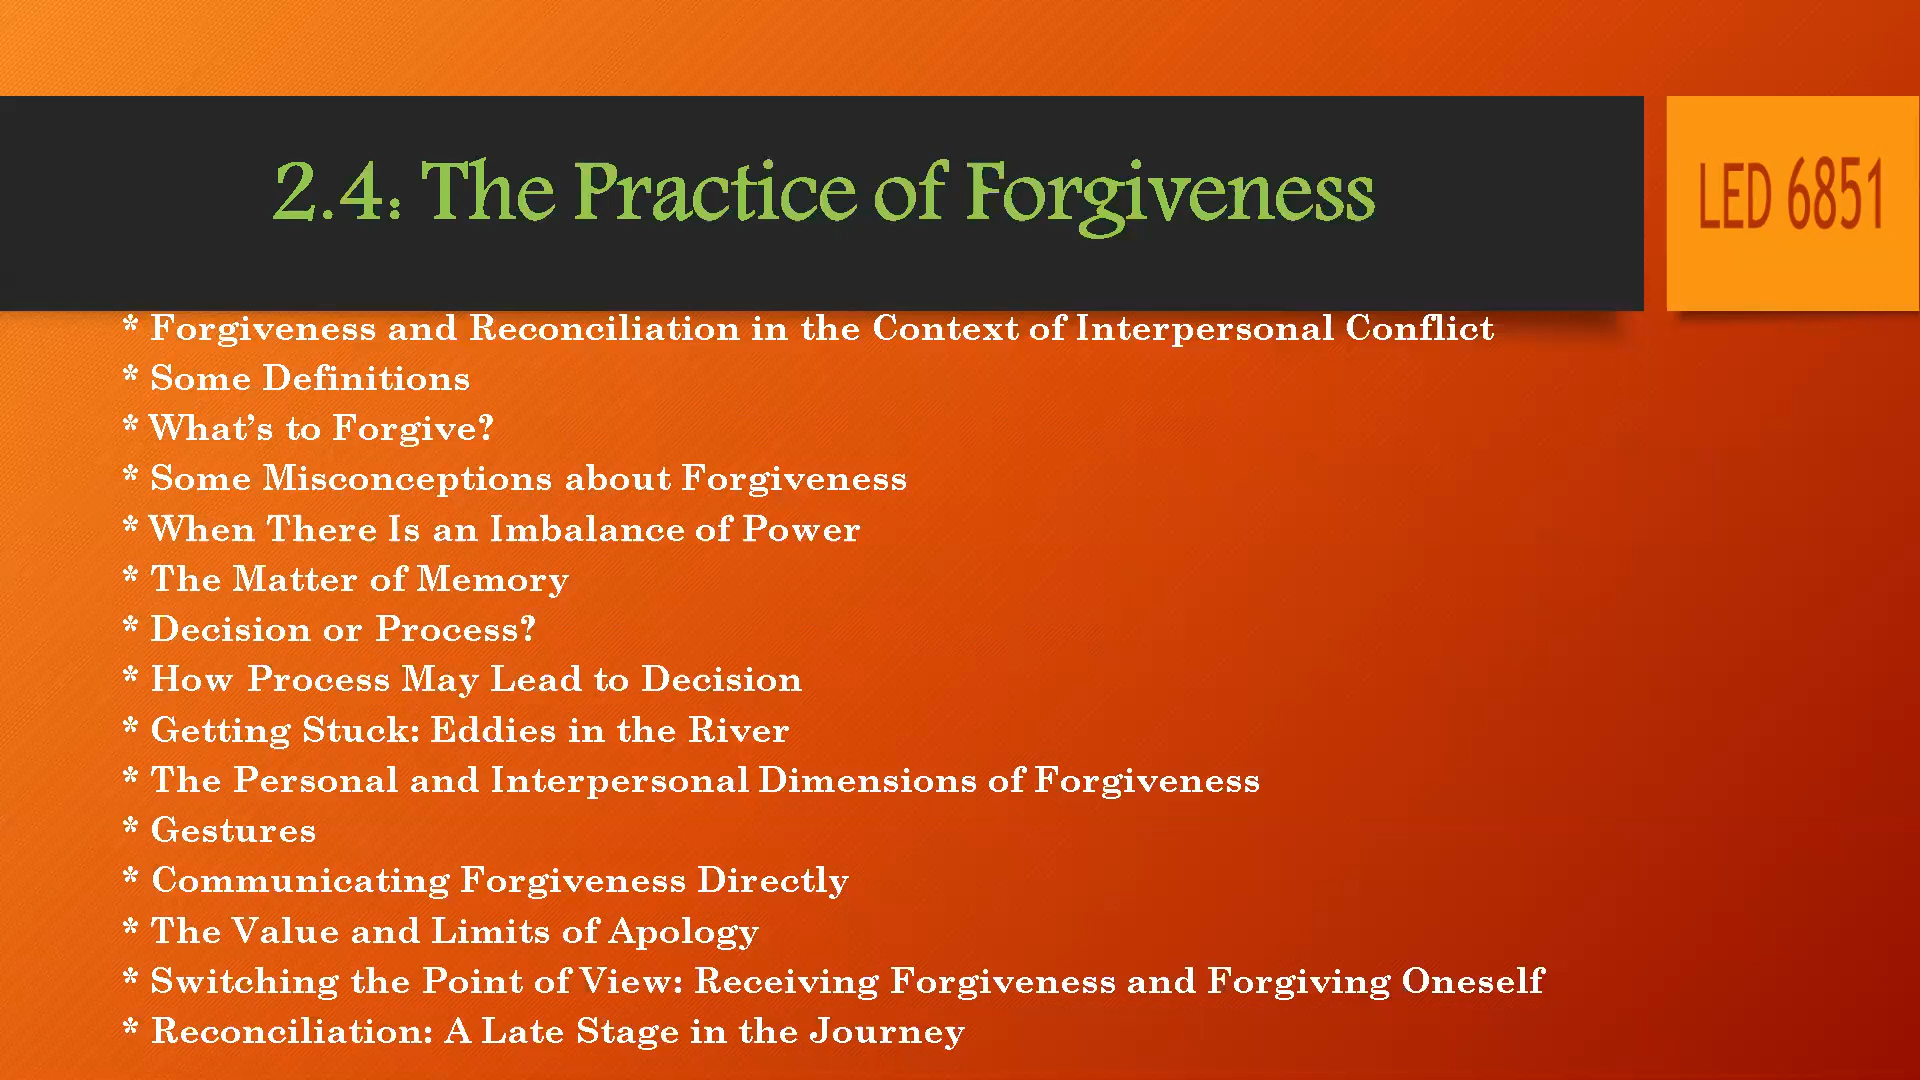 2.4: The Practice of Forgiveness
LED 6851
* Forgiveness and Reconciliation in the Context of Interpersonal Conflict
* Some Definitions
* What’s to Forgive?
* Some Misconceptions about Forgiveness
* When There Is an Imbalance of Power
* The Matter of Memory
* Decision or Process?
* How Process May Lead to Decision
* Getting Stuck: Eddies in the River
* The Personal and Interpersonal Dimensions of Forgiveness
* Gestures
* Communicating Forgiveness Directly
* The Value and Limits of Apology
* Switching the Point of View: Receiving Forgiveness and Forgiving Oneself
* Reconciliation: A Late Stage in the Journey